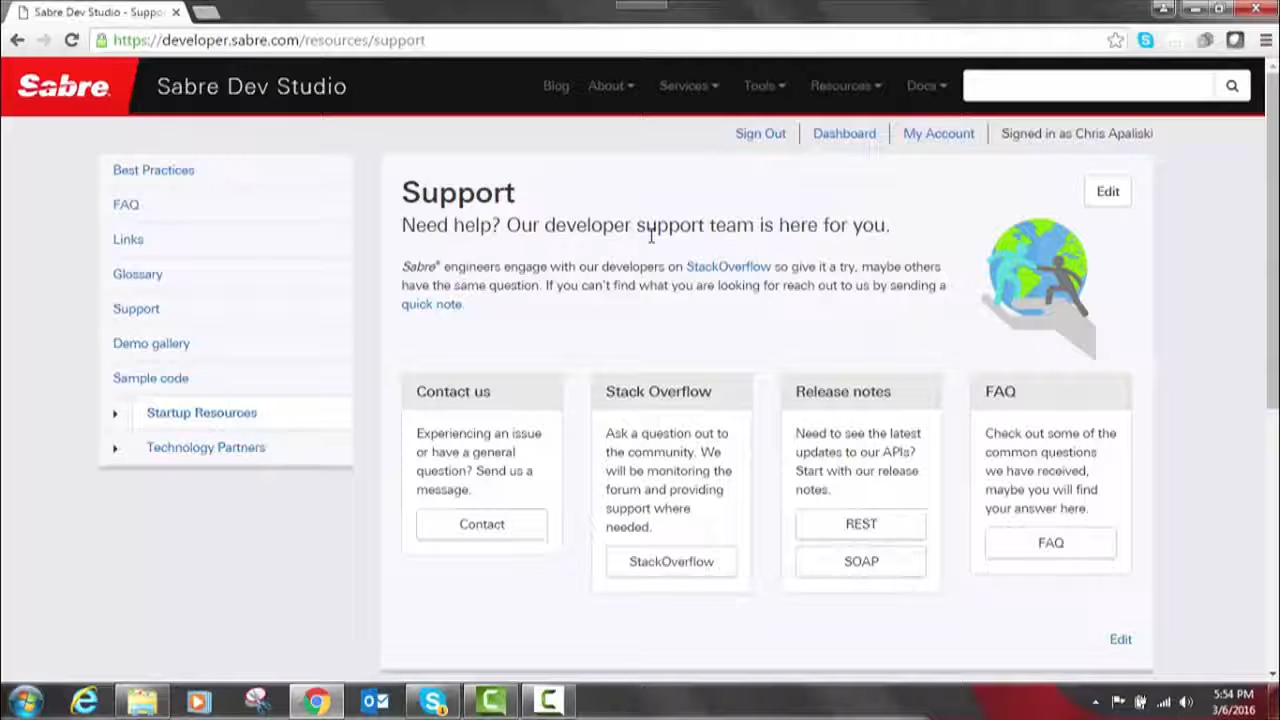 Sabre Dev Studio - Suppo
https://developer.sabre.com/resources/support
Sabre. Sabre Dev Studio Blog About Services Tools Resources Docs
Sign Out Dashboard My Account Signed in as Chris Apaliski
Best Practices
FAQ
Links
Glossary
Support
Demo gallery
Sample code
Startup Resources
Technology Partners
Support
Edit
Need help? Our developer support team is here for you.
Sabre® engineers engage with our developers on StackOverflow so give it a try, maybe others
have the same question. If you can't find what you are looking for reach out to us by sending a
quick note.
Contact us
Experiencing an issue
or have a general
question? Send us a
message.
Contact
Stack Overflow
Ask a question out to
the community. We
will be monitoring the
forum and providing
support where
needed.
StackOverflow
Release notes
Need to see the latest
updates to our APIs?
Start with our release
notes.
REST
SOAP
FAQ
Check out some of the
common questions
we have received,
maybe you will find
your answer here.
FAQ
Edit
5:54 PM
3/6/2016